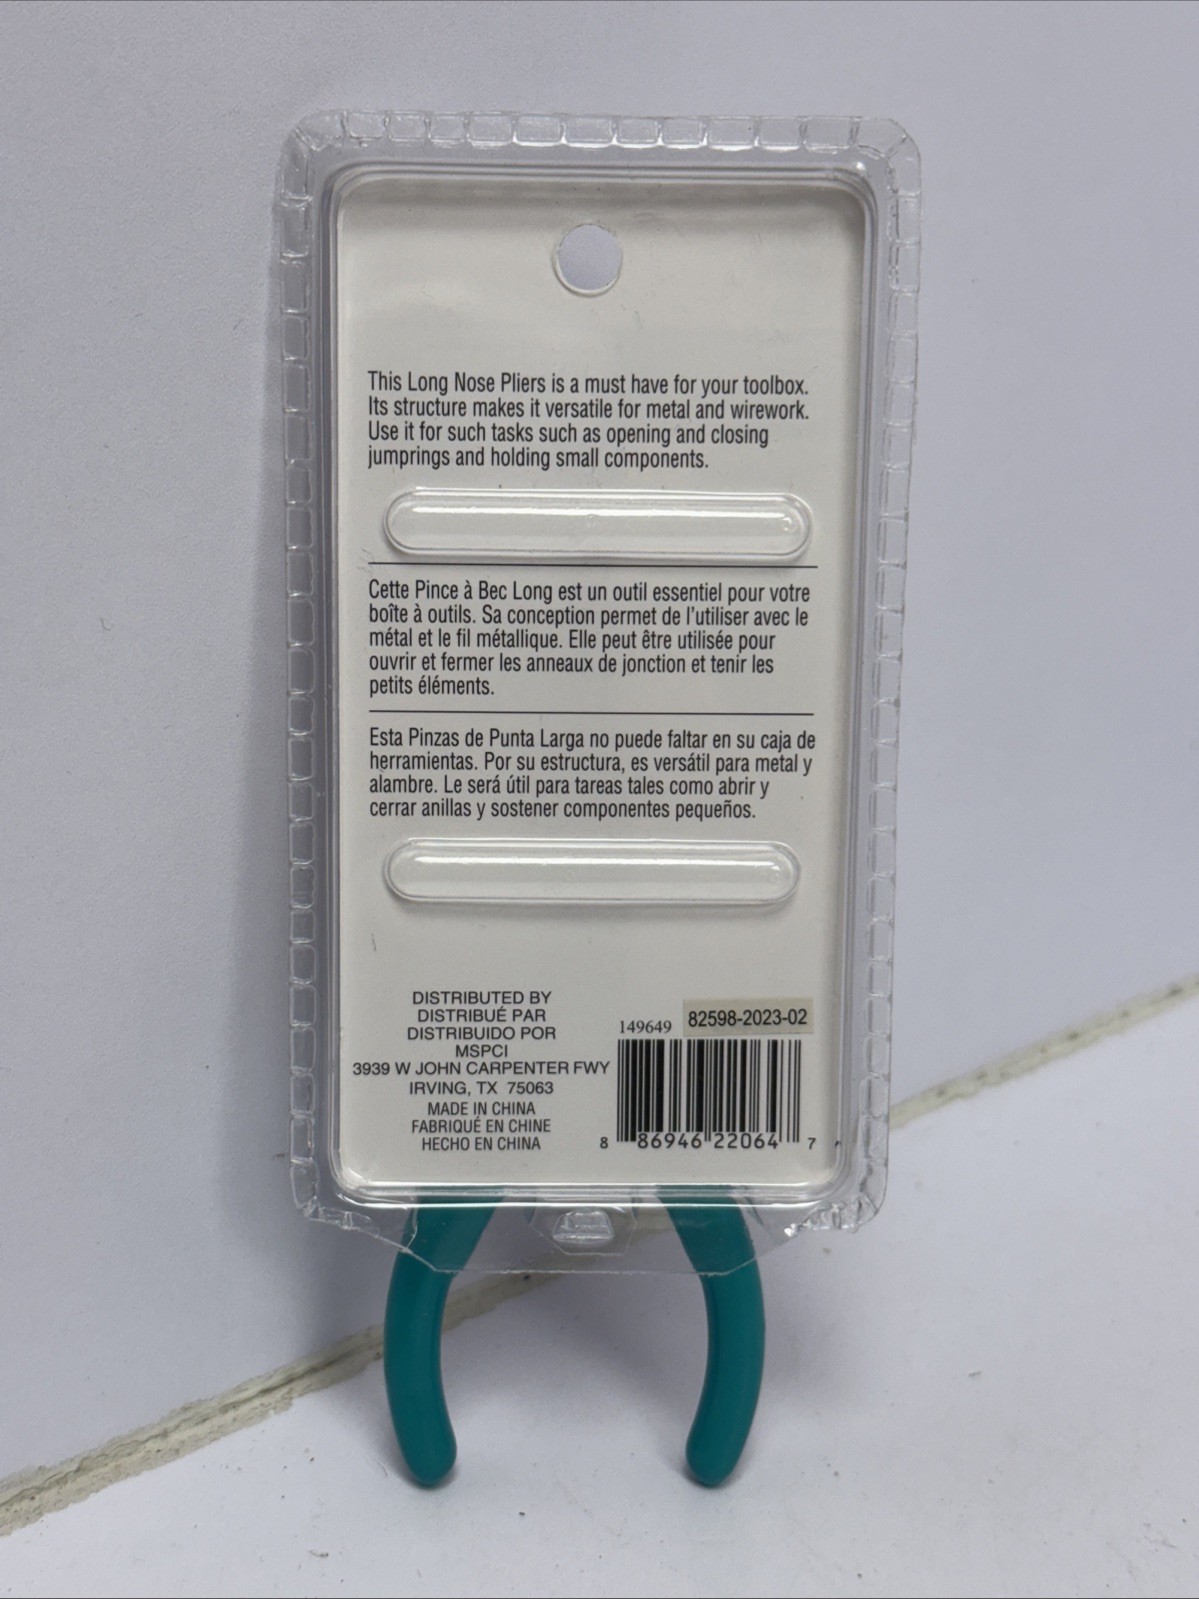 This Long Nose Pliers is a must have for your toolbox.
Its structure makes it versatile for metal and wirework.
Use it for such tasks such as opening and closing
jumprings and holding small components.
Cette Pince à Bec Long est un outil essentiel pour votre
boîte à outils. Sa conception permet de l'utiliser avec le
métal et le fil métallique. Elle peut être utilisée pour
ouvrir et fermer les anneaux de jonction et tenir les
petits éléments.
Esta Pinzas de Punta Larga no puede faltar en su caja de
herramientas. Por su estructura, es versátil para metal y
alambre. Le será útil para tareas tales como abrir y
cerrar anillas y sostener componentes pequeños.
DISTRIBUTED BY
DISTRIBUÉ PAR
DISTRIBUIDO POR
MSPCI
3939 W JOHN CARPENTER FWY
IRVING, TX 75063
MADE IN CHINA
FABRIQUÉ EN CHINE
HECHO EN CHINA
149649 82598-2023-02
8 86946 22064 7